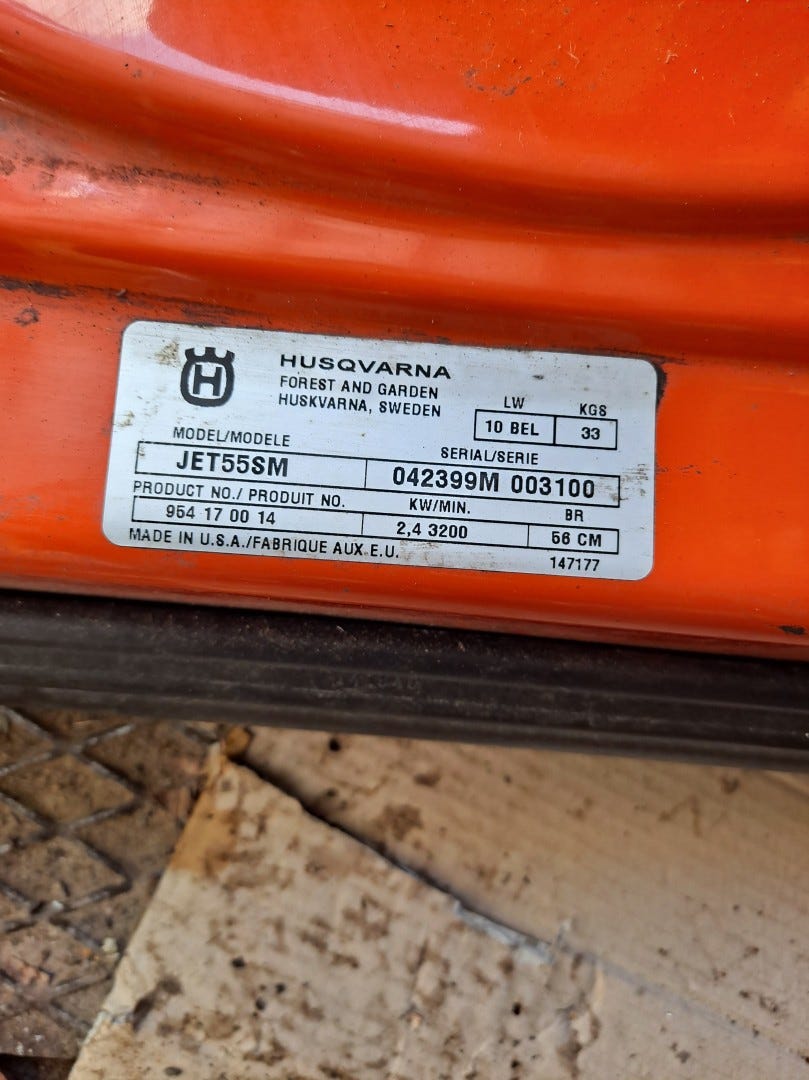 H HUSQVARNA
FOREST AND GARDEN
HUSKVARNA, SWEDEN
LW KGS
10 BEL 33
MODEL/MODELE SERIAL/SERIE
JET55SM 042399M 003100
PRODUCT NO./ PRODUIT NO. KW/MIN. BR
954 17 00 14 2,4 3200 56 CM
MADE IN U.S.A./FABRIQUE AUX E.U. 147177